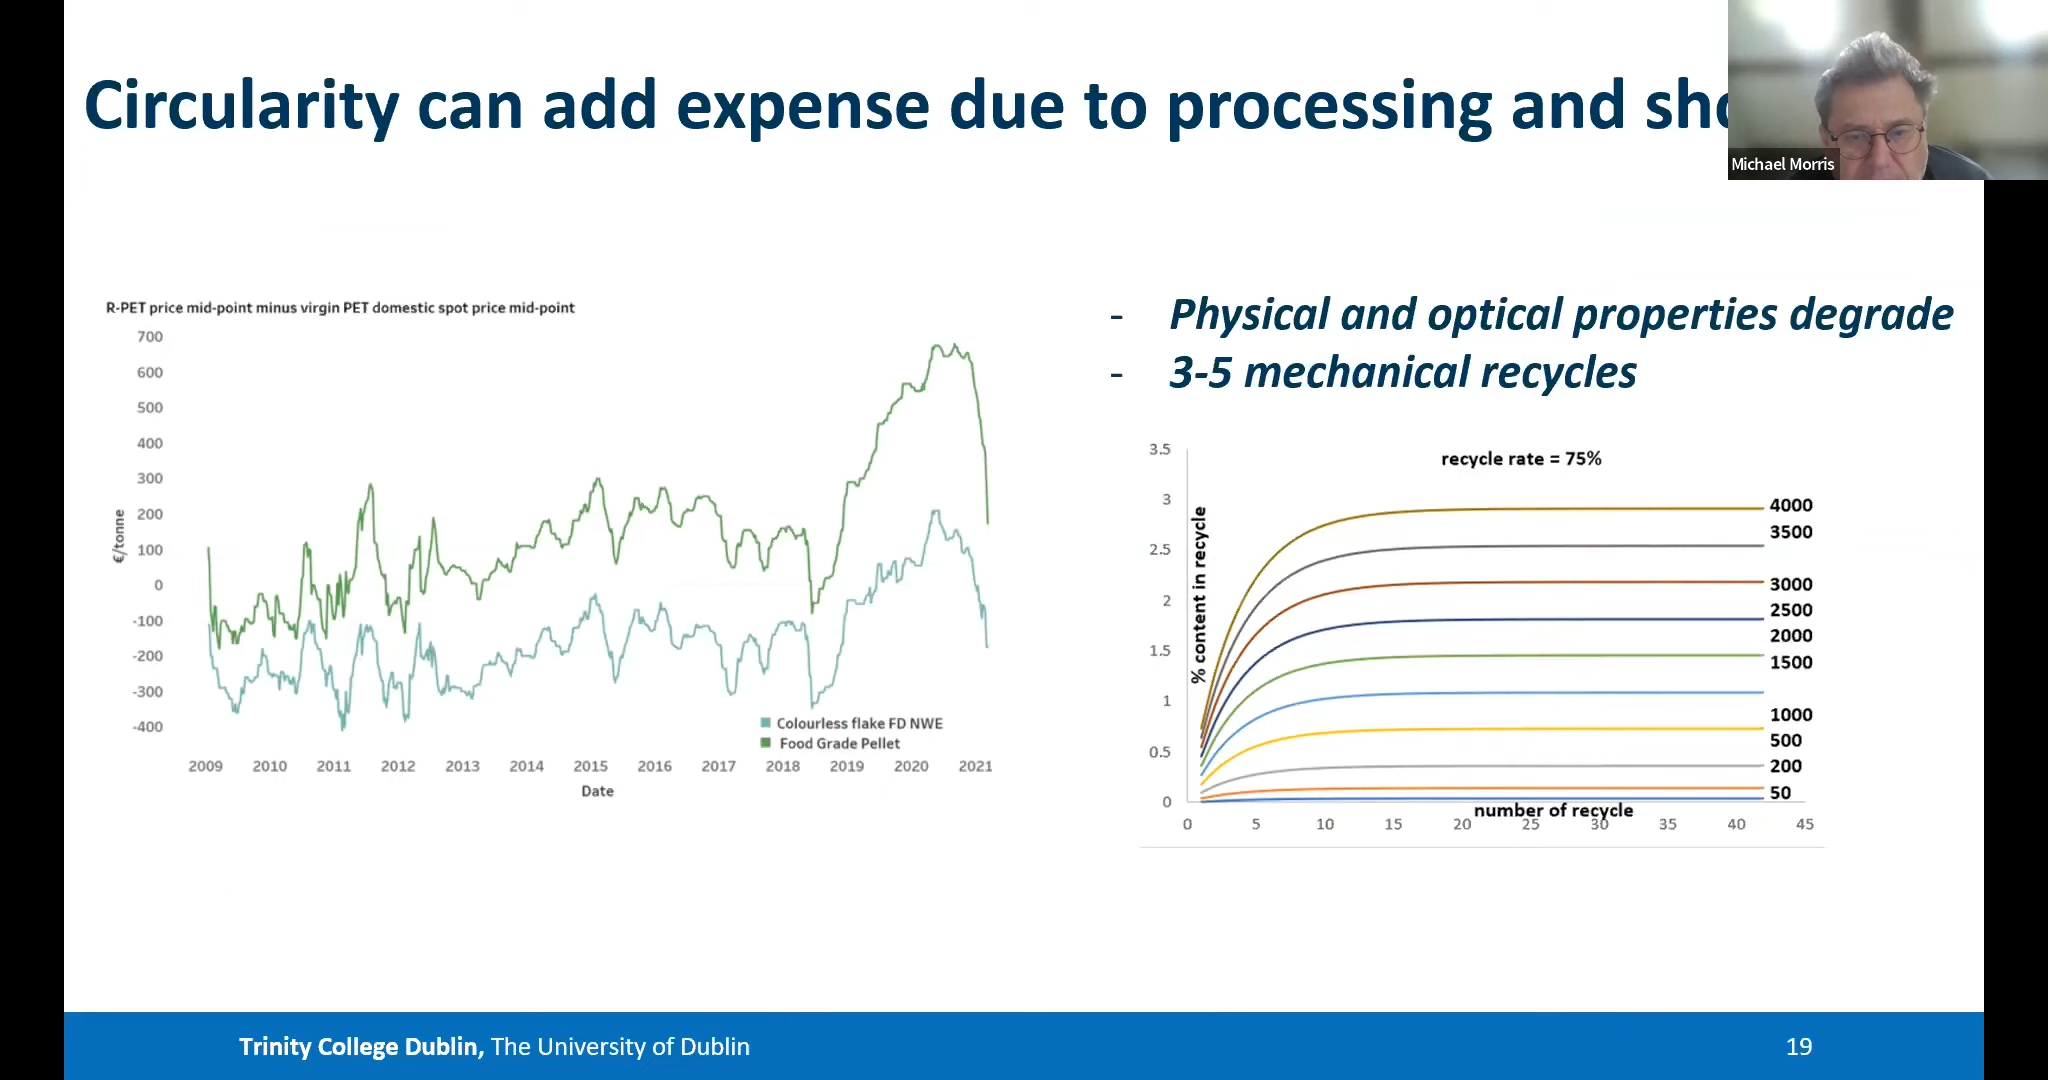 Circularity can add expense due to processing and
Michael Morris
R-PET price mid-point minus virgin PET domestic spot price mid-point
700
600
500
400
300
200
100
0
-100
-200
-300
-400
€/tonne
Colourless flake FD NWE
Food Grade Pellet
2009 2010 2011 2012 2013 2014 2015 2016 2017 2018 2019 2020 2021
Date
- Physical and optical properties degrade
- 3-5 mechanical recycles
recycle rate = 75%
3.5
3
2.5
2
1.5
1
0.5
0
% content in recycle
4000
3500
3000
2500
2000
1500
1000
500
200
50
number of recycle
0 5 10 15 20 25 30 35 40 45
Trinity College Dublin, The University of Dublin
19